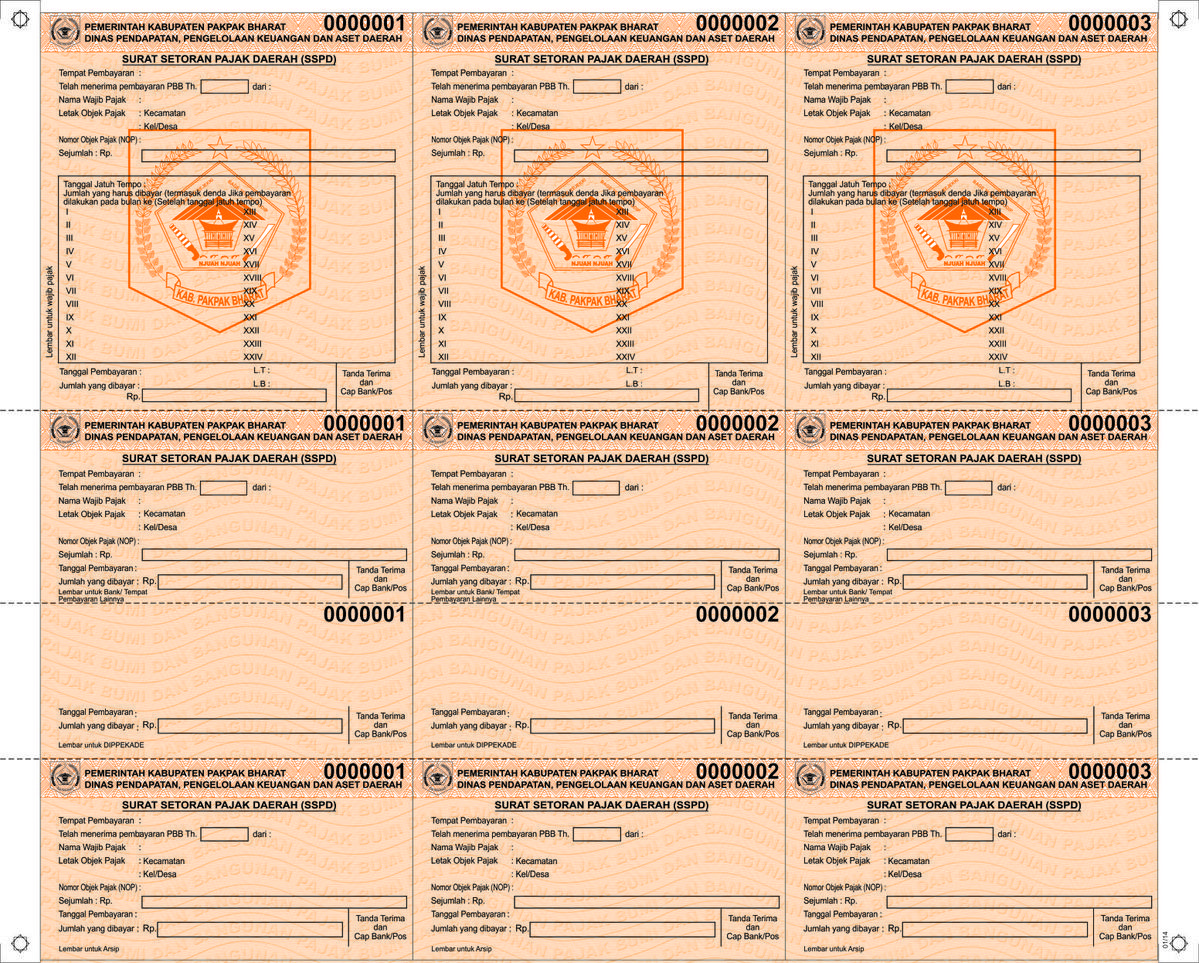 PEMERINTAH KABUPATEN PAKPAK BHARAT 0000001
DINAS PENDAPATAN, PENGELOLAAN KEUANGAN DAN ASET DAERAH
SURAT SETORAN PAJAK DAERAH (SSPD)
Tempat Pembayaran :
Telah menerima pembayaran PBB Th. dari :
Nama Wajib Pajak :
Letak Objek Pajak : Kecamatan
: Kel/Desa
Nomor Objek Pajak (NOP) :
Sejumlah : Rp.
Tanggal Jatuh Tempo :
Jumlah yang harus dibayar (termasuk denda Jika pembayaran
dilakukan pada bulan ke (Setelah tanggal jatuh tempo)
I XIII
II XIV
III XV
IV XVI
V XVII
VI XVIII
VII XIX
VIII XX
IX XXI
X XXII
XI XXIII
XII XXIV
NJUAH NJUAH
KAB. PAKPAK BHARAT
Lembar untuk wajib pajak
Tanggal Pembayaran : L.T :
Jumlah yang dibayar : L.B :
Rp.
Tanda Terima
dan
Cap Bank/Pos
PEMERINTAH KABUPATEN PAKPAK BHARAT 0000002
DINAS PENDAPATAN, PENGELOLAAN KEUANGAN DAN ASET DAERAH
SURAT SETORAN PAJAK DAERAH (SSPD)
Tempat Pembayaran :
Telah menerima pembayaran PBB Th. dari :
Nama Wajib Pajak :
Letak Objek Pajak : Kecamatan
: Kel/Desa
Nomor Objek Pajak (NOP) :
Sejumlah : Rp.
Tanggal Jatuh Tempo :
Jumlah yang harus dibayar (termasuk denda Jika pembayaran
dilakukan pada bulan ke (Setelah tanggal jatuh tempo)
I XIII
II XIV
III XV
IV XVI
V XVII
VI XVIII
VII XIX
VIII XX
IX XXI
X XXII
XI XXIII
XII XXIV
NJUAH NJUAH
KAB. PAKPAK BHARAT
Lembar untuk wajib pajak
Tanggal Pembayaran : L.T :
Jumlah yang dibayar : L.B :
Rp.
Tanda Terima
dan
Cap Bank/Pos
PEMERINTAH KABUPATEN PAKPAK BHARAT 0000003
DINAS PENDAPATAN, PENGELOLAAN KEUANGAN DAN ASET DAERAH
SURAT SETORAN PAJAK DAERAH (SSPD)
Tempat Pembayaran :
Telah menerima pembayaran PBB Th. dari :
Nama Wajib Pajak :
Letak Objek Pajak : Kecamatan
: Kel/Desa
Nomor Objek Pajak (NOP) :
Sejumlah : Rp.
Tanggal Jatuh Tempo :
Jumlah yang harus dibayar (termasuk denda Jika pembayaran
dilakukan pada bulan ke (Setelah tanggal jatuh tempo)
I XIII
II XIV
III XV
IV XVI
V XVII
VI XVIII
VII XIX
VIII XX
IX XXI
X XXII
XI XXIII
XII XXIV
NJUAH NJUAH
KAB. PAKPAK BHARAT
Lembar untuk wajib pajak
Tanggal Pembayaran : L.T :
Jumlah yang dibayar : L.B :
Rp.
Tanda Terima
dan
Cap Bank/Pos
PEMERINTAH KABUPATEN PAKPAK BHARAT 0000001
DINAS PENDAPATAN, PENGELOLAAN KEUANGAN DAN ASET DAERAH
SURAT SETORAN PAJAK DAERAH (SSPD)
Tempat Pembayaran :
Telah menerima pembayaran PBB Th. dari :
Nama Wajib Pajak :
Letak Objek Pajak : Kecamatan
: Kel/Desa
Nomor Objek Pajak (NOP) :
Sejumlah : Rp.
Tanggal Pembayaran :
Jumlah yang dibayar : Rp.
Lembar untuk Bank/ Tempat
Pembayaran Lainnya
Tanda Terima
dan
Cap Bank/Pos
PEMERINTAH KABUPATEN PAKPAK BHARAT 0000002
DINAS PENDAPATAN, PENGELOLAAN KEUANGAN DAN ASET DAERAH
SURAT SETORAN PAJAK DAERAH (SSPD)
Tempat Pembayaran :
Telah menerima pembayaran PBB Th. dari :
Nama Wajib Pajak :
Letak Objek Pajak : Kecamatan
: Kel/Desa
Nomor Objek Pajak (NOP) :
Sejumlah : Rp.
Tanggal Pembayaran :
Jumlah yang dibayar : Rp.
Lembar untuk Bank/ Tempat
Pembayaran Lainnya
Tanda Terima
dan
Cap Bank/Pos
PEMERINTAH KABUPATEN PAKPAK BHARAT 0000003
DINAS PENDAPATAN, PENGELOLAAN KEUANGAN DAN ASET DAERAH
SURAT SETORAN PAJAK DAERAH (SSPD)
Tempat Pembayaran :
Telah menerima pembayaran PBB Th. dari :
Nama Wajib Pajak :
Letak Objek Pajak : Kecamatan
: Kel/Desa
Nomor Objek Pajak (NOP) :
Sejumlah : Rp.
Tanggal Pembayaran :
Jumlah yang dibayar : Rp.
Lembar untuk Bank/ Tempat
Pembayaran Lainnya
Tanda Terima
dan
Cap Bank/Pos
0000001
Tanggal Pembayaran :
Jumlah yang dibayar : Rp.
Lembar untuk DIPPEKADE
Tanda Terima
dan
Cap Bank/Pos
0000002
Tanggal Pembayaran :
Jumlah yang dibayar : Rp.
Lembar untuk DIPPEKADE
Tanda Terima
dan
Cap Bank/Pos
0000003
Tanggal Pembayaran :
Jumlah yang dibayar : Rp.
Lembar untuk DIPPEKADE
Tanda Terima
dan
Cap Bank/Pos
PEMERINTAH KABUPATEN PAKPAK BHARAT 0000001
DINAS PENDAPATAN, PENGELOLAAN KEUANGAN DAN ASET DAERAH
SURAT SETORAN PAJAK DAERAH (SSPD)
Tempat Pembayaran :
Telah menerima pembayaran PBB Th. dari :
Nama Wajib Pajak :
Letak Objek Pajak : Kecamatan
: Kel/Desa
Nomor Objek Pajak (NOP) :
Sejumlah : Rp.
Tanggal Pembayaran :
Jumlah yang dibayar : Rp.
Lembar untuk Arsip
Tanda Terima
dan
Cap Bank/Pos
PEMERINTAH KABUPATEN PAKPAK BHARAT 0000002
DINAS PENDAPATAN, PENGELOLAAN KEUANGAN DAN ASET DAERAH
SURAT SETORAN PAJAK DAERAH (SSPD)
Tempat Pembayaran :
Telah menerima pembayaran PBB Th. dari :
Nama Wajib Pajak :
Letak Objek Pajak : Kecamatan
: Kel/Desa
Nomor Objek Pajak (NOP) :
Sejumlah : Rp.
Tanggal Pembayaran :
Jumlah yang dibayar : Rp.
Lembar untuk Arsip
Tanda Terima
dan
Cap Bank/Pos
PEMERINTAH KABUPATEN PAKPAK BHARAT 0000003
DINAS PENDAPATAN, PENGELOLAAN KEUANGAN DAN ASET DAERAH
SURAT SETORAN PAJAK DAERAH (SSPD)
Tempat Pembayaran :
Telah menerima pembayaran PBB Th. dari :
Nama Wajib Pajak :
Letak Objek Pajak : Kecamatan
: Kel/Desa
Nomor Objek Pajak (NOP) :
Sejumlah : Rp.
Tanggal Pembayaran :
Jumlah yang dibayar : Rp.
Lembar untuk Arsip
Tanda Terima
dan
Cap Bank/Pos
01/14